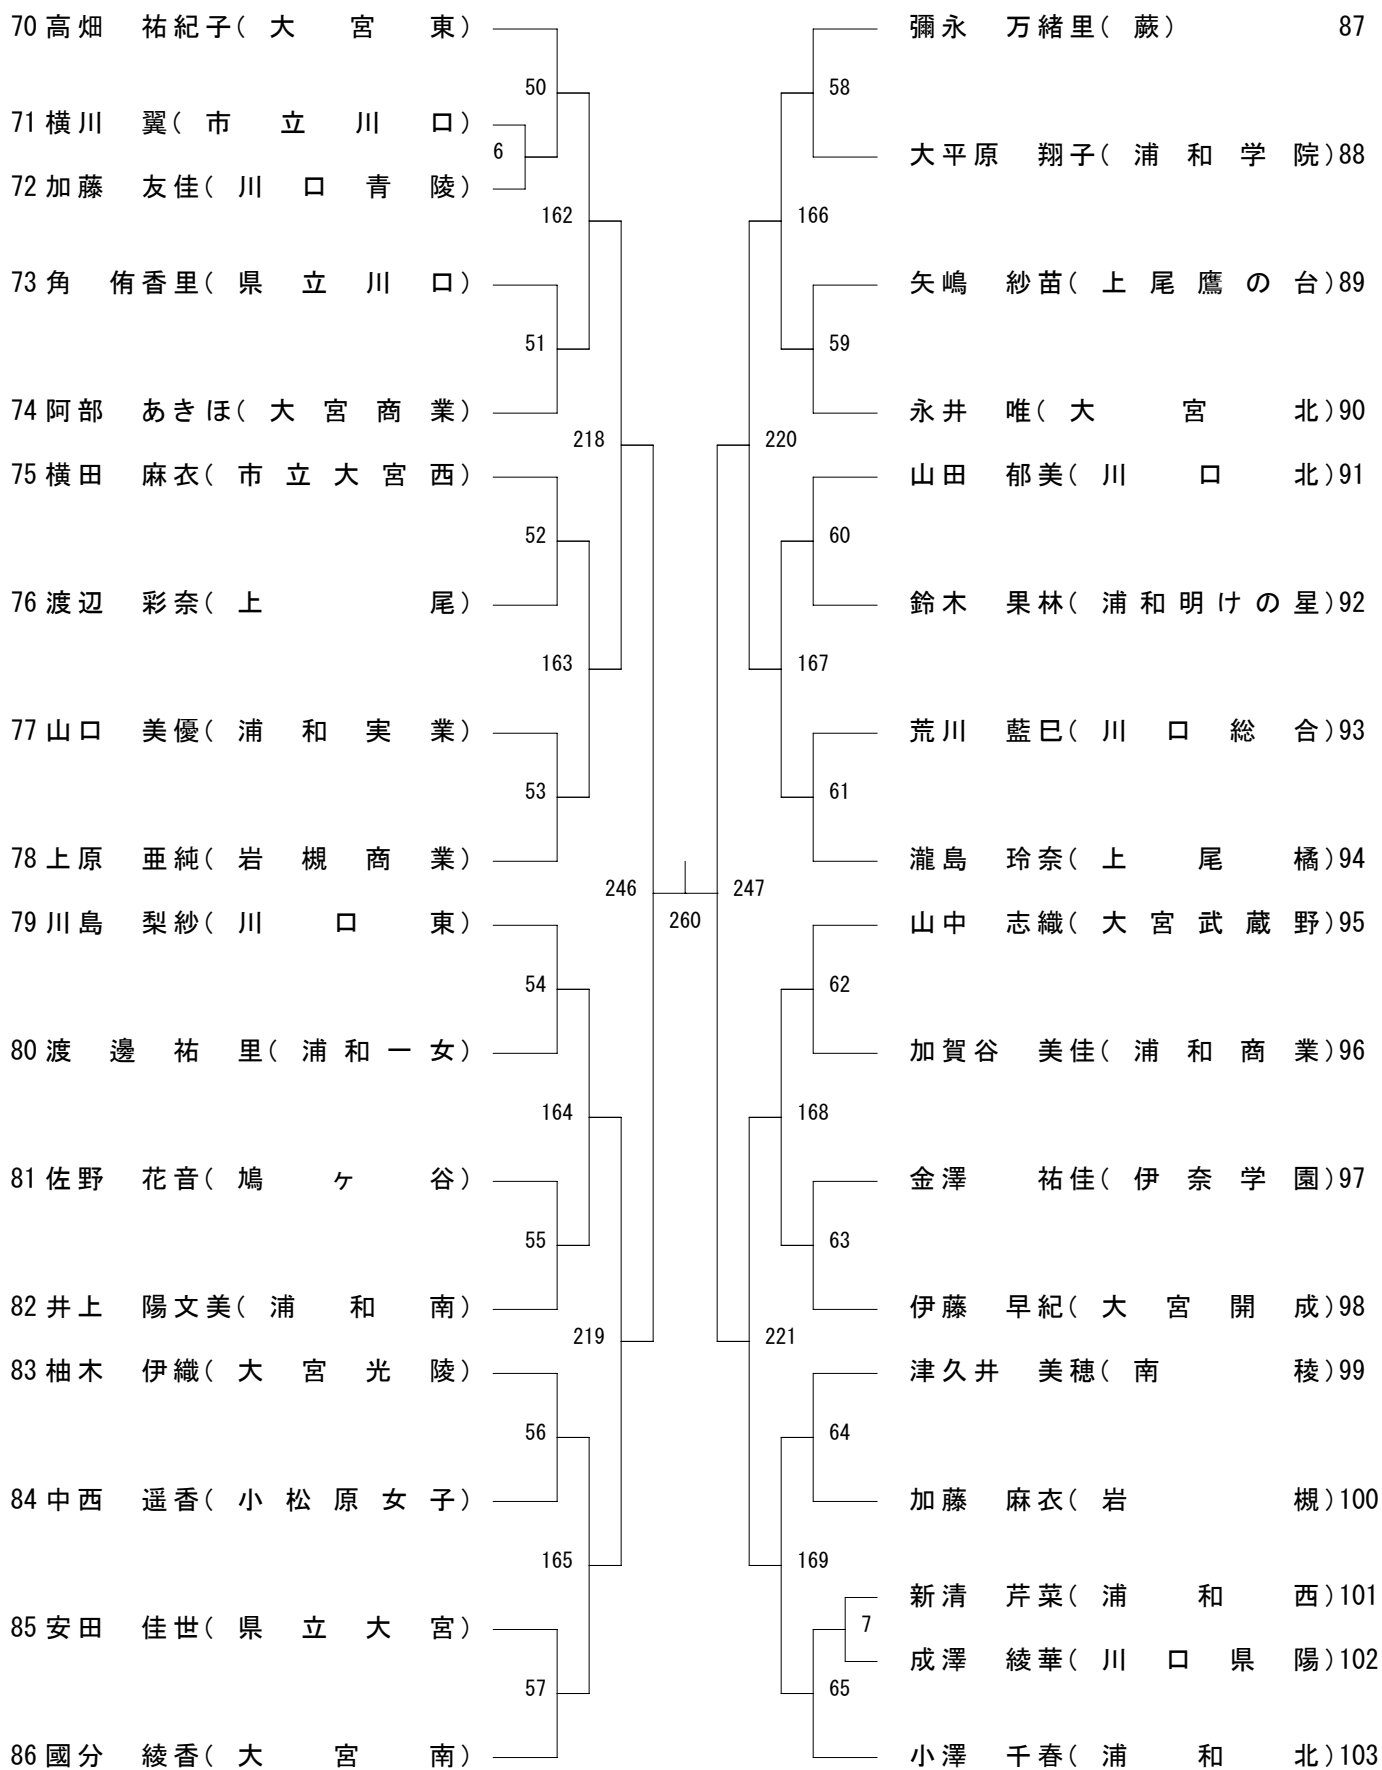 70 高畑 祐紀子(大宮東)
50
71 横川 翼(市立川口)
6
72 加藤 友佳(川口青陵)
162
73 角 侑香里(県立川口)
51
74 阿部 あきほ(大宮商業)
218
75 横田 麻衣(市立大宮西)
52
76 渡辺 彩奈(上尾)
163
77 山口 美優(浦和実業)
53
78 上原 亜純(岩槻商業)
246
79 川島 梨紗(川口東)
54
80 渡邊祐里(浦和一女)
164
81 佐野 花音(鳩ヶ谷)
55
82 井上 陽文美(浦和南)
219
83 柚木 伊織(大宮光陵)
56
84 中西 遥香(小松原女子)
165
85 安田 佳世(県立大宮)
57
86 國分 綾香(大宮南)
260
彌永 万緒里(蕨) 87
58
大平原 翔子(浦和学院)88
166
矢嶋 紗苗(上尾鷹の台)89
59
永井 唯(大宮北)90
220
山田 郁美(川口北)91
60
鈴木 果林(浦和明けの星)92
167
荒川 藍巳(川口総合)93
61
瀧島 玲奈(上尾橘)94
247
山中 志織(大宮武蔵野)95
62
加賀谷 美佳(浦和商業)96
168
金澤 祐佳(伊奈学園)97
63
伊藤 早紀(大宮開成)98
221
津久井 美穂(南稜)99
64
加藤 麻衣(岩槻)100
169
新清 芹菜(浦和西)101
7
成澤 綾華(川口県陽)102
65
小澤 千春(浦和北)103